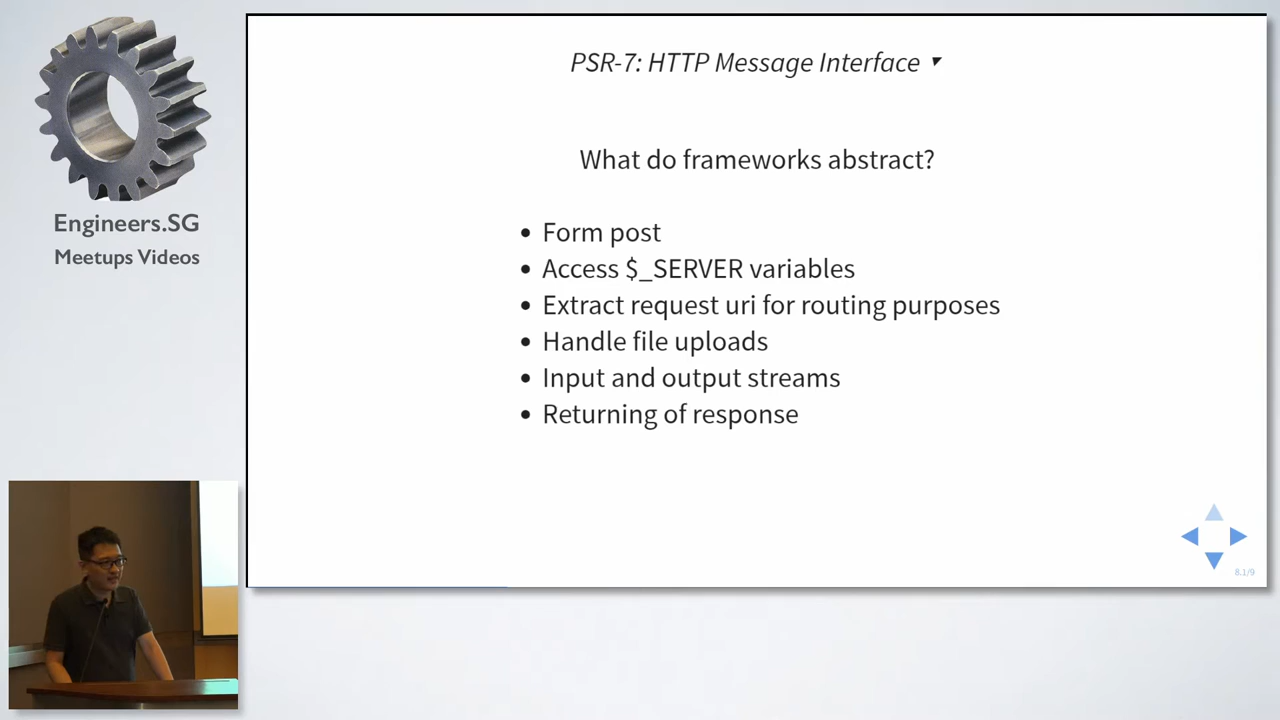 Engineers.SG
Meetups Videos
PSR-7: HTTP Message Interface
What do frameworks abstract?
• Form post
• Access $_SERVER variables
• Extract request uri for routing purposes
• Handle file uploads
• Input and output streams
• Returning of response
8.1/9